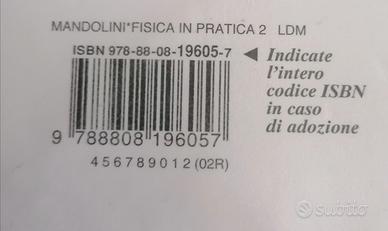 MANDOLINI*FISICA IN PRATICA 2 LDM
ISBN 978-88-08-19605-7
Indicate
l'intero
codice ISBN
in caso
di adozione
9 788808 196057
456789012 (02R)
subito